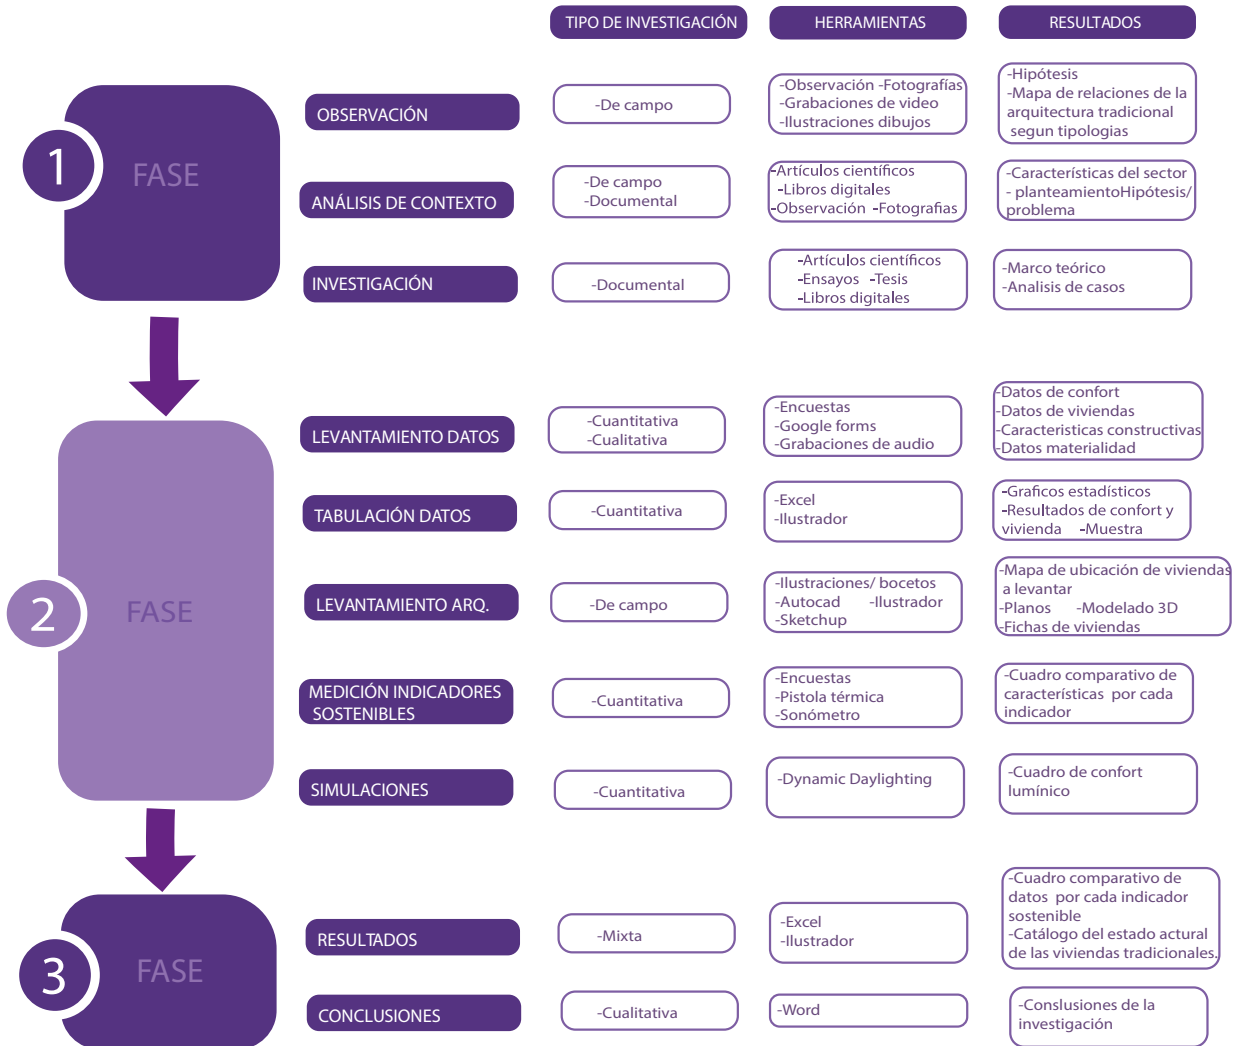 TIPO DE INVESTIGACIÓN
HERRAMIENTAS
RESULTADOS
1
FASE
OBSERVACIÓN
-De campo
-Observación -Fotografías
-Grabaciones de video
-Ilustraciones dibujos
-Hipótesis
-Mapa de relaciones de la
arquitectura tradicional
segun tipologias
ANÁLISIS DE CONTEXTO
-De campo
-Documental
-Artículos científicos
-Libros digitales
-Observación -Fotografias
-Características del sector
- planteamientoHipótesis/
problema
INVESTIGACIÓN
-Documental
-Artículos científicos
-Ensayos -Tesis
-Libros digitales
-Marco teórico
-Analisis de casos
2
FASE
LEVANTAMIENTO DATOS
-Cuantitativa
-Cualitativa
-Encuestas
-Google forms
-Grabaciones de audio
-Datos de confort
-Datos de viviendas
-Caracteristicas constructivas
-Datos materialidad
TABULACIÓN DATOS
-Cuantitativa
-Excel
-Ilustrador
-Graficos estadísticos
-Resultados de confort y
vivienda -Muestra
LEVANTAMIENTO ARQ.
-De campo
-Ilustraciones/ bocetos
-Autocad -Ilustrador
-Sketchup
-Mapa de ubicación de viviendas
a levantar
-Planos -Modelado 3D
-Fichas de viviendas
MEDICIÓN INDICADORES
SOSTENIBLES
-Cuantitativa
-Encuestas
-Pistola térmica
-Sonómetro
-Cuadro comparativo de
características por cada
indicador
SIMULACIONES
-Cuantitativa
-Dynamic Daylighting
-Cuadro de confort
lumínico
3
FASE
RESULTADOS
-Mixta
-Excel
-Ilustrador
-Cuadro comparativo de
datos por cada indicador
sostenible
-Catálogo del estado actural
de las viviendas tradicionales.
CONCLUSIONES
-Cualitativa
-Word
-Conslusiones de la
investigación